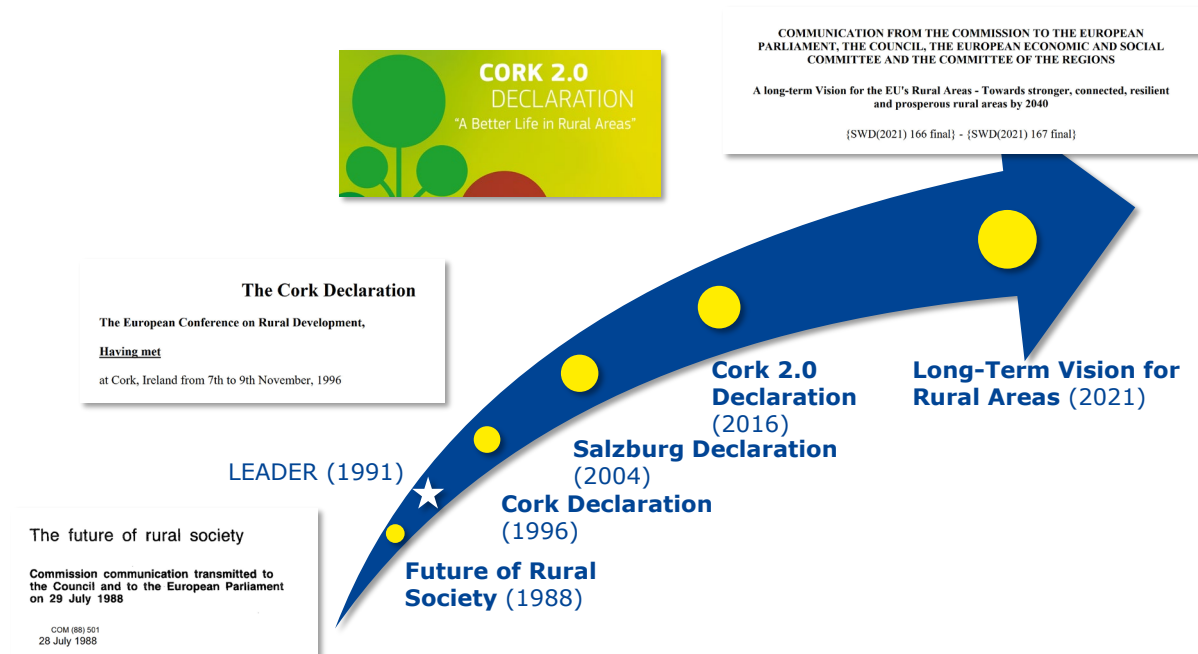 COMMUNICATION FROM THE COMMISSION TO THE EUROPEAN
PARLIAMENT, THE COUNCIL, THE EUROPEAN ECONOMIC AND SOCIAL
COMMITTEE AND THE COMMITTEE OF THE REGIONS
A long-term Vision for the EU's Rural Areas - Towards stronger, connected, resilient
and prosperous rural areas by 2040
{SWD(2021) 166 final} - {SWD(2021) 167 final}
CORK 2.0
DECLARATION
"A Better Life in Rural Areas"
The Cork Declaration
The European Conference on Rural Development,
Having met
at Cork, Ireland from 7th to 9th November, 1996
Cork 2.0
Declaration
(2016)
Long-Term Vision for
Rural Areas (2021)
Salzburg Declaration
(2004)
LEADER (1991)
Cork Declaration
(1996)
Future of Rural
Society (1988)
The future of rural society
Commission communication transmitted to
the Council and to the European Parliament
on 29 July 1988
COM (88) 501
28 July 1988